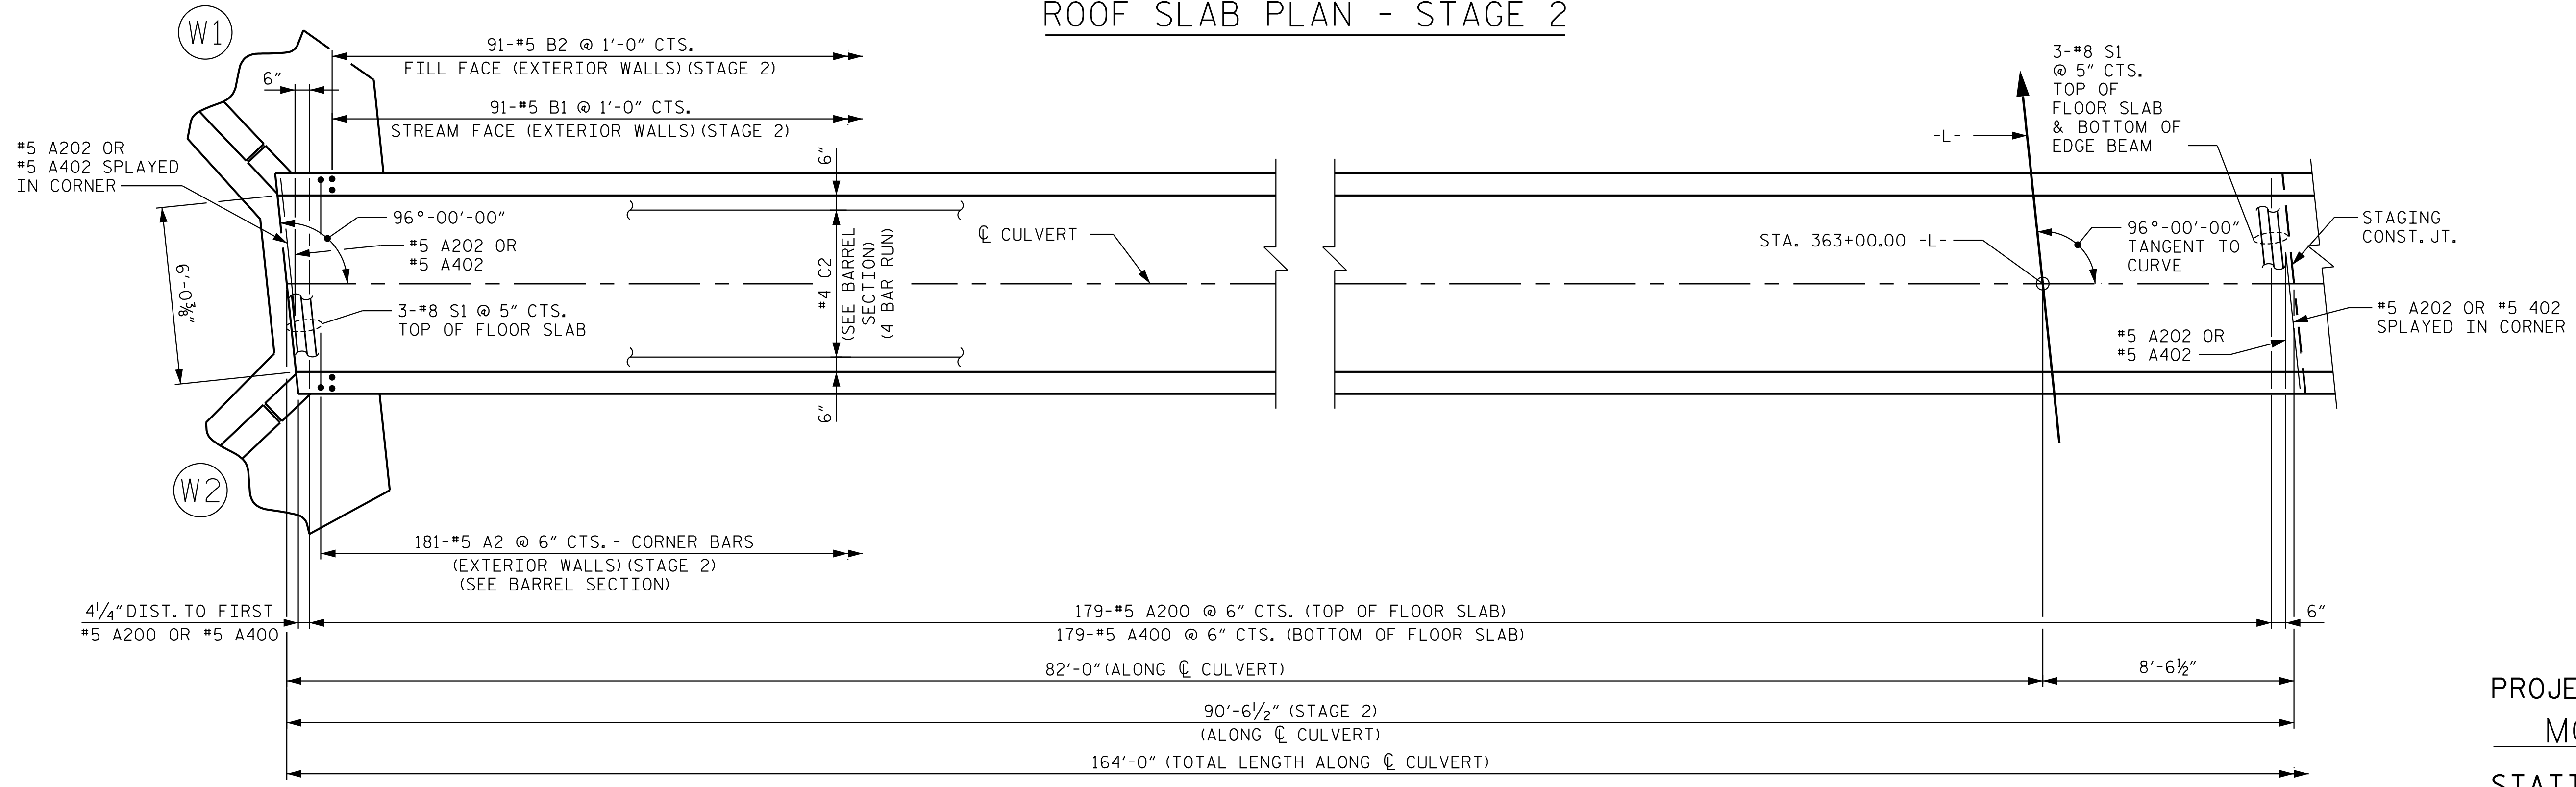 ROOF SLAB PLAN - STAGE 2
W1
91-#5 B2 @ 1'-0" CTS.
FILL FACE (EXTERIOR WALLS) (STAGE 2)
6"
91-#5 B1 @ 1'-0" CTS.
STREAM FACE (EXTERIOR WALLS) (STAGE 2)
3-#8 S1
@ 5" CTS.
TOP OF
FLOOR SLAB
& BOTTOM OF
EDGE BEAM
-L-
#5 A202 OR
#5 A402 SPLAYED
IN CORNER
6"
96°-00'-00"
#5 A202 OR
#5 A402
6'-0⅜"
#4 C2
(SEE BARREL
SECTION)
(4 BAR RUN)
℄ CULVERT
STA. 363+00.00 -L-
96°-00'-00"
TANGENT TO
CURVE
STAGING
CONST. JT.
3-#8 S1 @ 5" CTS.
TOP OF FLOOR SLAB
#5 A202 OR #5 402
SPLAYED IN CORNER
#5 A202 OR
#5 A402
6"
W2
181-#5 A2 @ 6" CTS. - CORNER BARS
(EXTERIOR WALLS) (STAGE 2)
(SEE BARREL SECTION)
4¼" DIST. TO FIRST
#5 A200 OR #5 A400
179-#5 A200 @ 6" CTS. (TOP OF FLOOR SLAB)
179-#5 A400 @ 6" CTS. (BOTTOM OF FLOOR SLAB)
6"
82'-0" (ALONG ℄ CULVERT)
8'-6½"
90'-6½" (STAGE 2)
(ALONG ℄ CULVERT)
164'-0" (TOTAL LENGTH ALONG ℄ CULVERT)
PROJE
MO